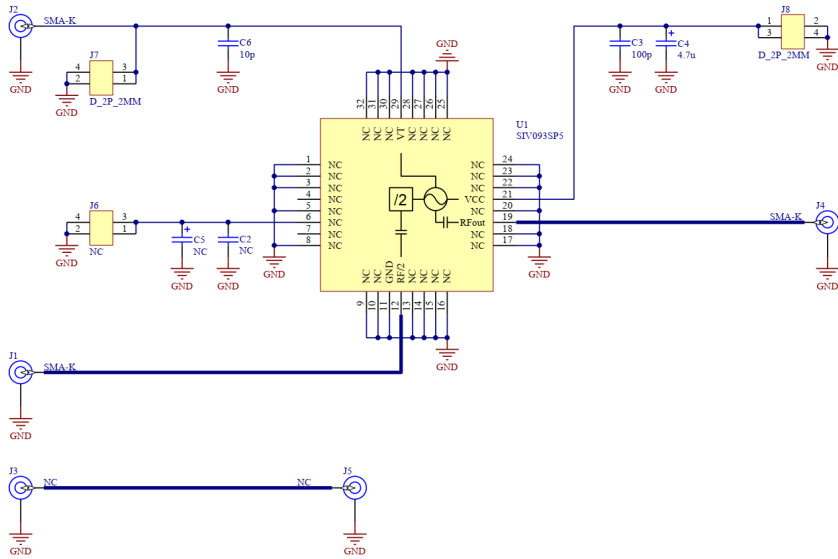 J2
SMA-K
GND
J7
4 3
2 1
D_2P_2MM
GND
C6
10p
GND
GND
C3
100p
GND
+
C4
4.7u
GND
J8
1 2
3 4
D_2P_2MM
GND
U1
SIV093SP5
32 31 30 29 28 27 26 25
NC NC NC VT NC NC NC NC
1 NC
2 NC
3 NC
4 NC
5 NC
6 NC
7 NC
8 NC
/2
NC 24
NC 23
NC 22
VCC 21
NC 20
RFout 19
NC 18
NC 17
NC NC GND RF/2 NC NC NC NC
9 10 11 12 13 14 15 16
J6
4 3
2 1
NC
GND
+
C5
NC
GND
C2
NC
GND
GND
GND
SMA-K
J4
GND
GND
J1
SMA-K
GND
J3
NC
NC
J5
GND
GND